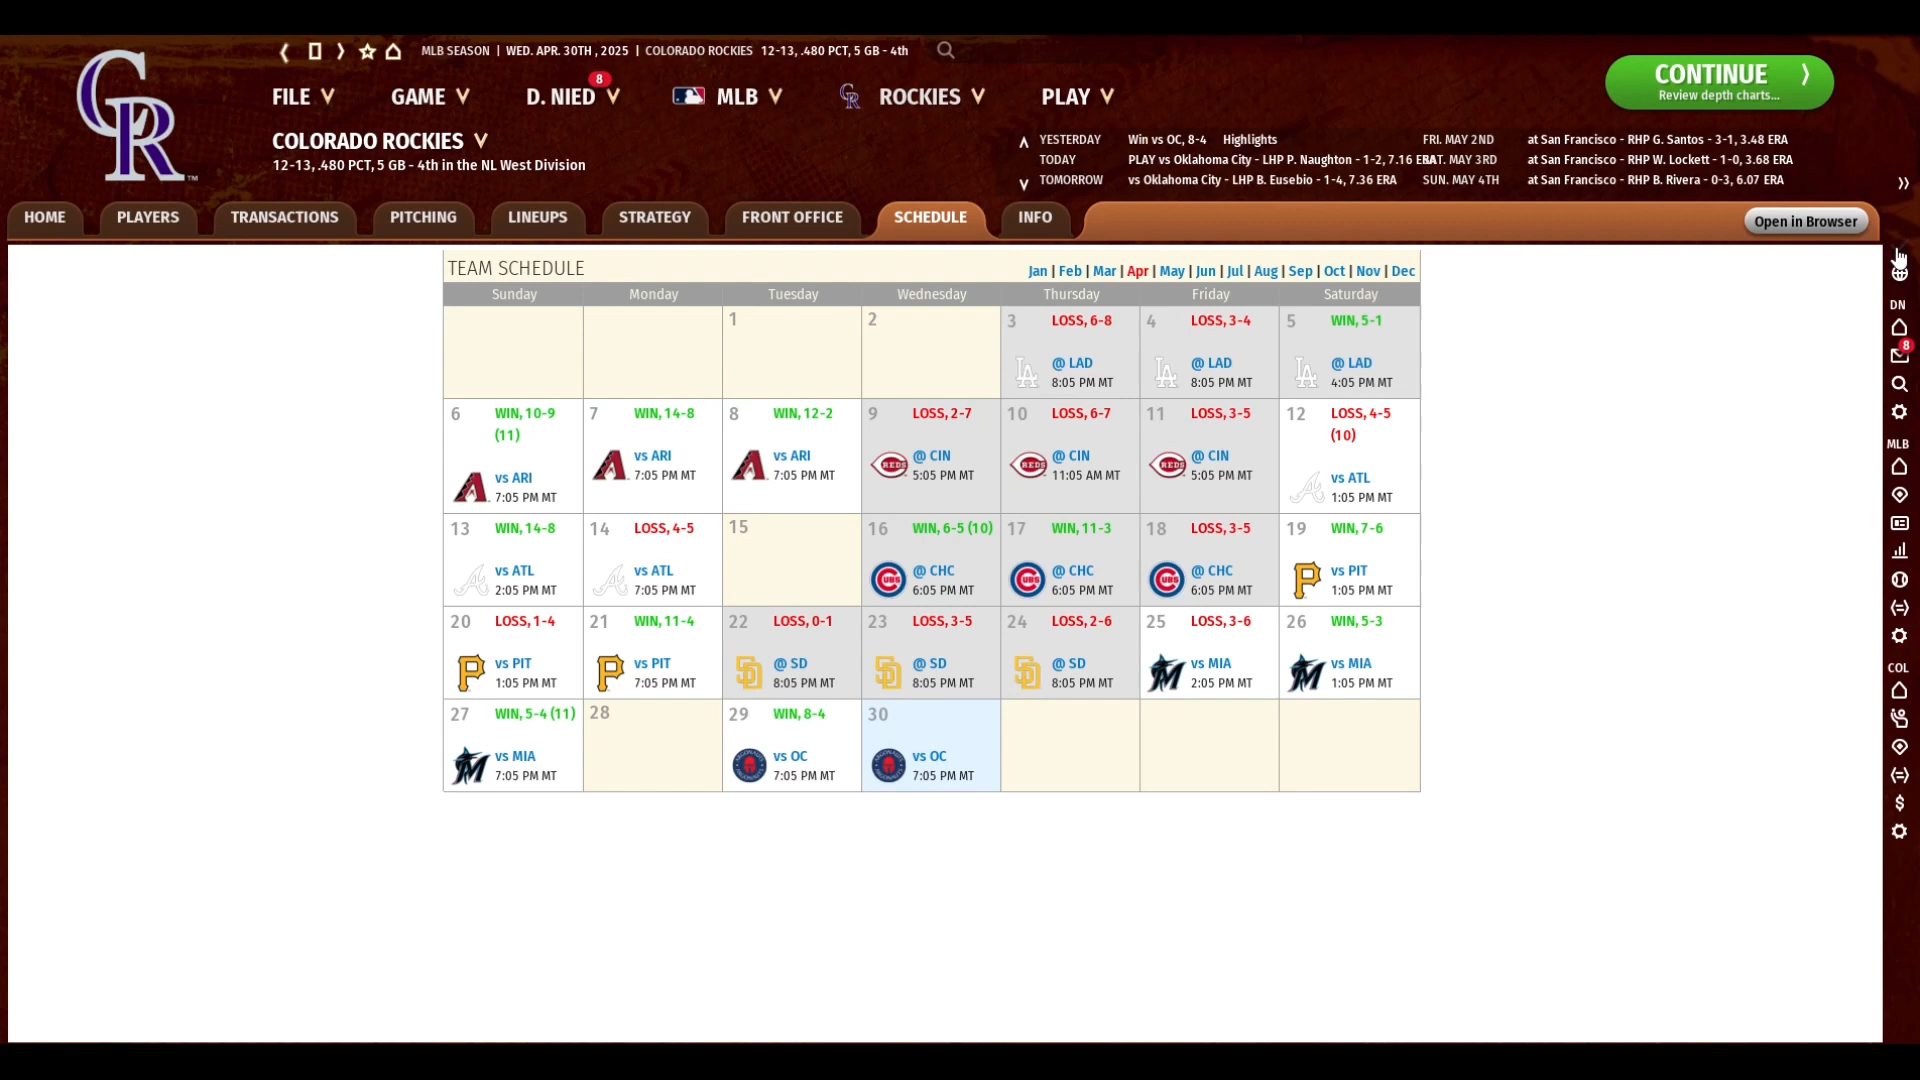 MLB SEASON | WED. APR. 30TH , 2025 | COLORADO ROCKIES 12-13, .480 PCT, 5 GB - 4th
FILE GAME D. NIED 8 MLB ROCKIES PLAY
CONTINUE
Review depth charts...
COLORADO ROCKIES
12-13, .480 PCT, 5 GB - 4th in the NL West Division
YESTERDAY Win vs OC, 8-4 Highlights FRI. MAY 2ND at San Francisco - RHP G. Santos - 3-1, 3.48 ERA
TODAY PLAY vs Oklahoma City - LHP P. Naughton - 1-2, 7.16 ERA SAT. MAY 3RD at San Francisco - RHP W. Lockett - 1-0, 3.68 ERA
TOMORROW vs Oklahoma City - LHP B. Eusebio - 1-4, 7.36 ERA SUN. MAY 4TH at San Francisco - RHP B. Rivera - 0-3, 6.07 ERA
HOME PLAYERS TRANSACTIONS PITCHING LINEUPS STRATEGY FRONT OFFICE SCHEDULE INFO Open in Browser
TEAM SCHEDULE Jan | Feb | Mar | Apr | May | Jun | Jul | Aug | Sep | Oct | Nov | Dec
Sunday Monday Tuesday Wednesday Thursday Friday Saturday
1 2 3 LOSS, 6-8 4 LOSS, 3-4 5 WIN, 5-1
@ LAD @ LAD @ LAD
8:05 PM MT 8:05 PM MT 4:05 PM MT
6 WIN, 10-9 7 WIN, 14-8 8 WIN, 12-2 9 LOSS, 2-7 10 LOSS, 6-7 11 LOSS, 3-5 12 LOSS, 4-5
(11) (10)
vs ARI vs ARI @ CIN @ CIN @ CIN
7:05 PM MT 7:05 PM MT 5:05 PM MT 11:05 AM MT 5:05 PM MT
vs ARI vs ATL
7:05 PM MT 1:05 PM MT
13 WIN, 14-8 14 LOSS, 4-5 15 16 WIN, 6-5 (10) 17 WIN, 11-3 18 LOSS, 3-5 19 WIN, 7-6
vs ATL vs ATL @ CHC @ CHC @ CHC vs PIT
2:05 PM MT 7:05 PM MT 6:05 PM MT 6:05 PM MT 6:05 PM MT 1:05 PM MT
20 LOSS, 1-4 21 WIN, 11-4 22 LOSS, 0-1 23 LOSS, 3-5 24 LOSS, 2-6 25 LOSS, 3-6 26 WIN, 5-3
vs PIT vs PIT @ SD @ SD @ SD vs MIA vs MIA
1:05 PM MT 7:05 PM MT 8:05 PM MT 8:05 PM MT 8:05 PM MT 2:05 PM MT 1:05 PM MT
27 WIN, 5-4 (11) 28 29 WIN, 8-4 30
vs MIA vs OC vs OC
7:05 PM MT 7:05 PM MT 7:05 PM MT
DN
8
MLB
COL